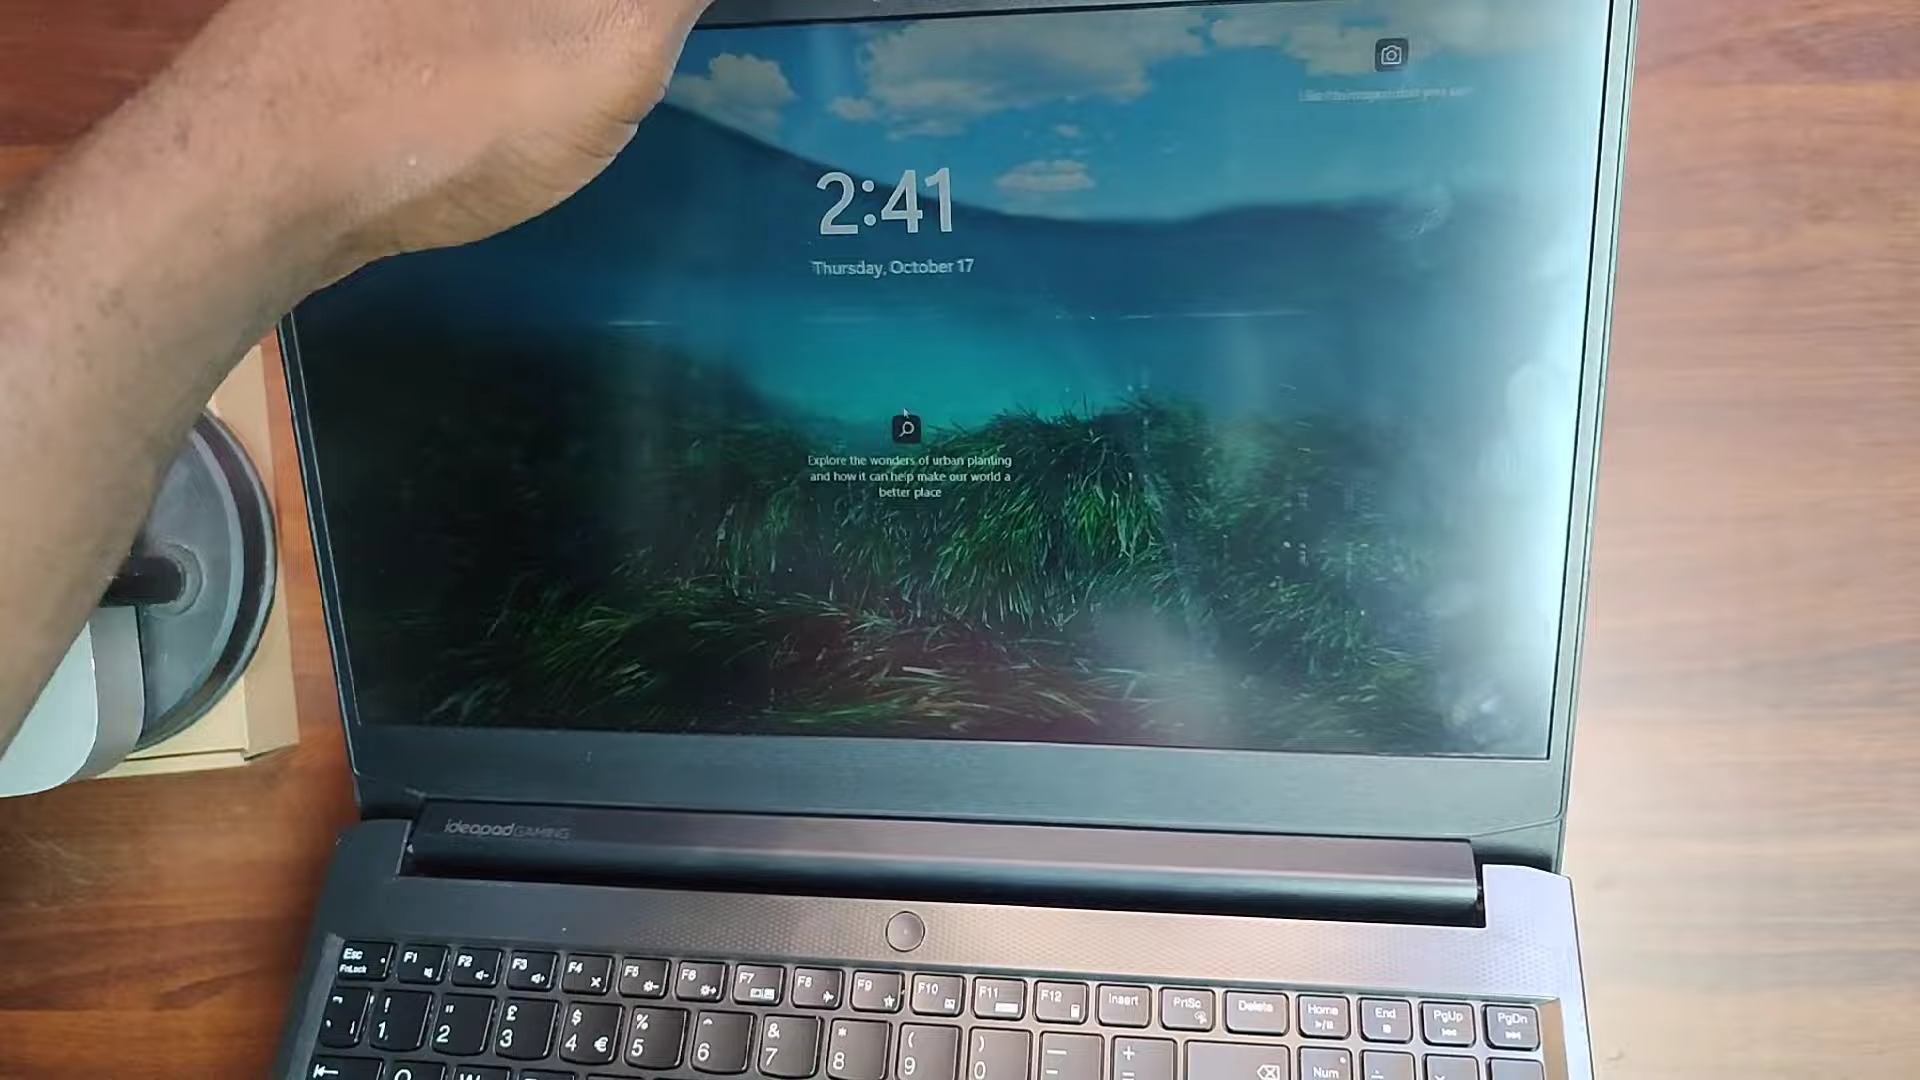 2:41
Thursday, October 17
Explore the wonders of urban planting
and how it can help make our world a
better place
ideapad GAMING
Esc F1 F2 F3 F4 F5 F6 F7 F8 F9 F10 F11 F12 Insert PrtSc Delete Home End PgUp PgDn
FnLock
! " £ $ % ^ & * ( ) _ +
1 2 3 4 € 5 6 7 8 9 0 - =
Num